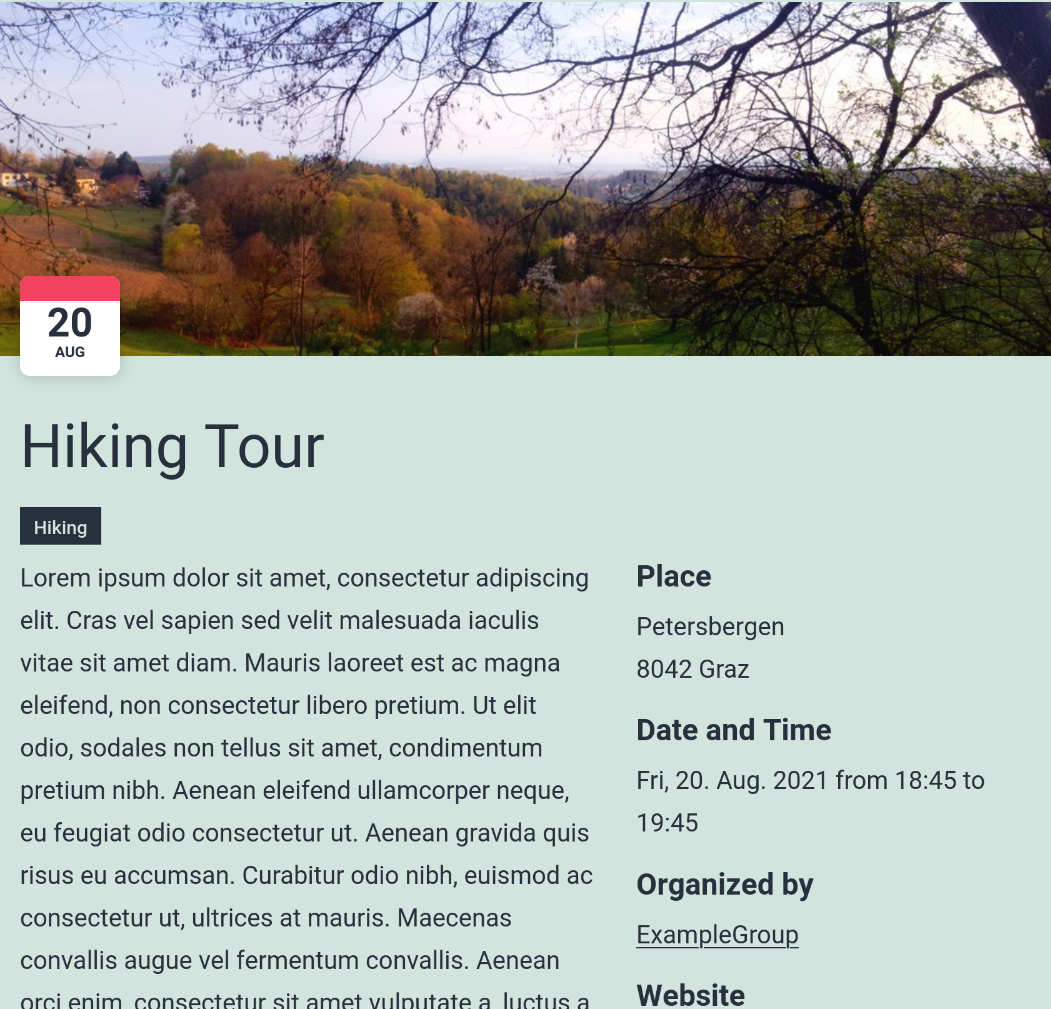 20
AUG
Hiking Tour
Hiking
Lorem ipsum dolor sit amet, consectetur adipiscing
elit. Cras vel sapien sed velit malesuada iaculis
vitae sit amet diam. Mauris laoreet est ac magna
eleifend, non consectetur libero pretium. Ut elit
odio, sodales non tellus sit amet, condimentum
pretium nibh. Aenean eleifend ullamcorper neque,
eu feugiat odio consectetur ut. Aenean gravida quis
risus eu accumsan. Curabitur odio nibh, euismod ac
consectetur ut, ultrices at mauris. Maecenas
convallis augue vel fermentum convallis. Aenean
orci enim, consectetur sit amet vulputate a, luctus a
Place
Petersbergen
8042 Graz
Date and Time
Fri, 20. Aug. 2021 from 18:45 to
19:45
Organized by
ExampleGroup
Website